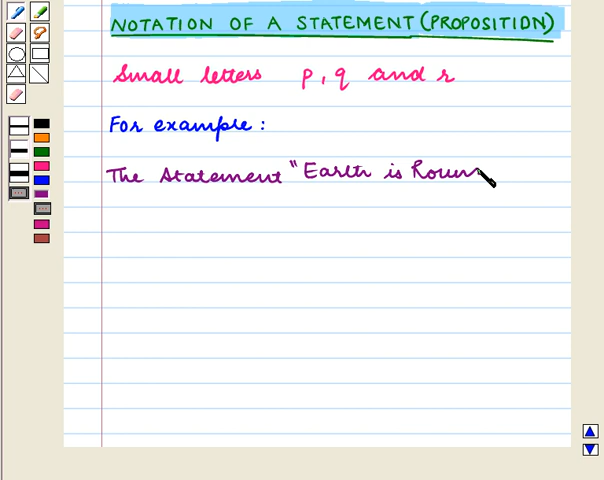 NOTATION OF A STATEMENT (PROPOSITION)
Small letters p, q and r
For example :
The Statement "Earth is Roun